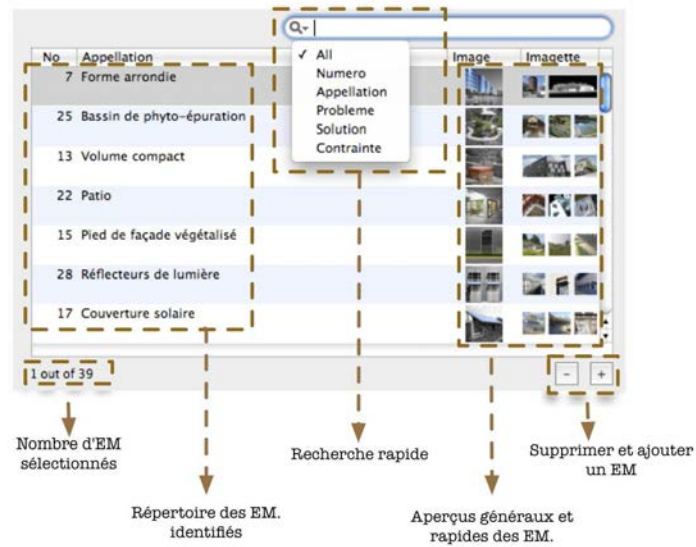 ✓ All
Numero
Appellation
Probleme
Solution
Contrainte
No Appellation Image Imagette
7 Forme arrondie
25 Bassin de phyto-épuration
13 Volume compact
22 Patio
15 Pied de façade végétalisé
28 Réflecteurs de lumière
17 Couverture solaire
1 out of 39
- +
Nombre d'EM
sélectionnés
Recherche rapide
Supprimer et ajouter
un EM
Répertoire des EM.
identifiés
Aperçus généraux et
rapides des EM.